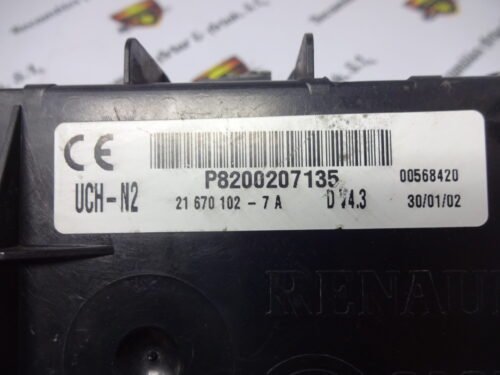 CE
P8200207135
00568420
UCH-N2
21 670 102 - 7 A
D V4.3
30/01/02
RENAU